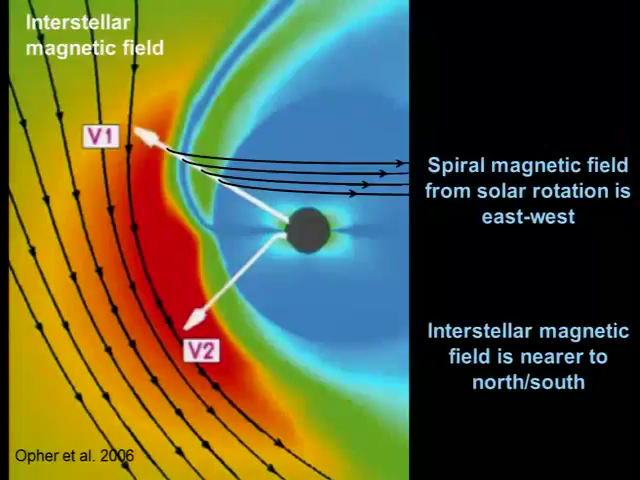 Interstellar
magnetic field
V1
Spiral magnetic field
from solar rotation is
east-west
Interstellar magnetic
field is nearer to
north/south
V2
Opher et al. 2006